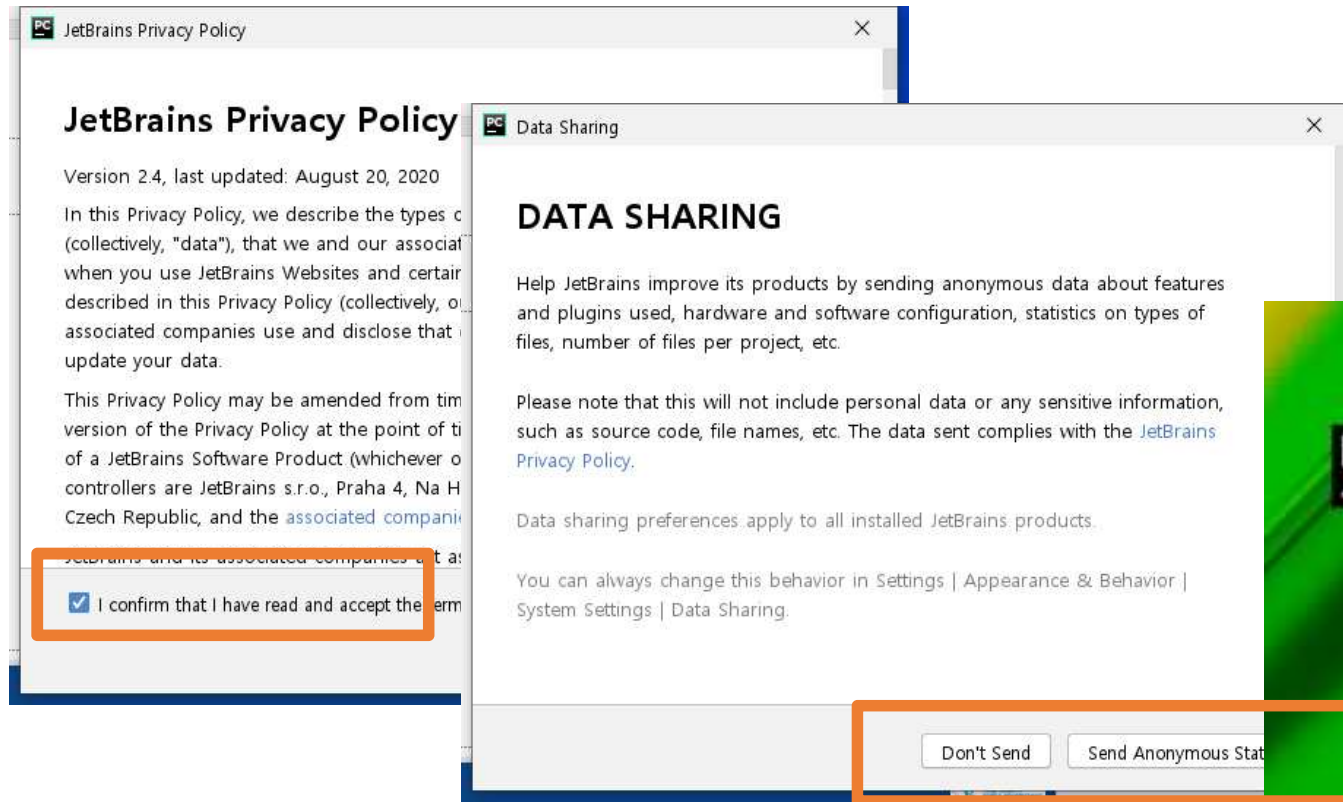 PC JetBrains Privacy Policy
JetBrains Privacy Policy
Version 2.4, last updated: August 20, 2020
In this Privacy Policy, we describe the types
(collectively, "data"), that we and our
when you use JetBrains Websites and
described in this Privacy Policy (collectively,
associated companies use and disclose that
update your data.
This Privacy Policy may be amended from
version of the Privacy Policy at the point of
of a JetBrains Software Product (whichever
controllers are JetBrains s.r.o., Praha 4, Na
Czech Republic, and the associated
JetBrains and its associated companies
I confirm that I have read and accept the
PC Data Sharing
DATA SHARING
Help JetBrains improve its products by sending anonymous data about features
and plugins used, hardware and software configuration, statistics on types of
files, number of files per project, etc.
Please note that this will not include personal data or any sensitive information,
such as source code, file names, etc. The data sent complies with the JetBrains
Privacy Policy.
Data sharing preferences apply to all installed JetBrains products.
You can always change this behavior in Settings | Appearance & Behavior |
System Settings | Data Sharing.
Don't Send
Send Anonymous